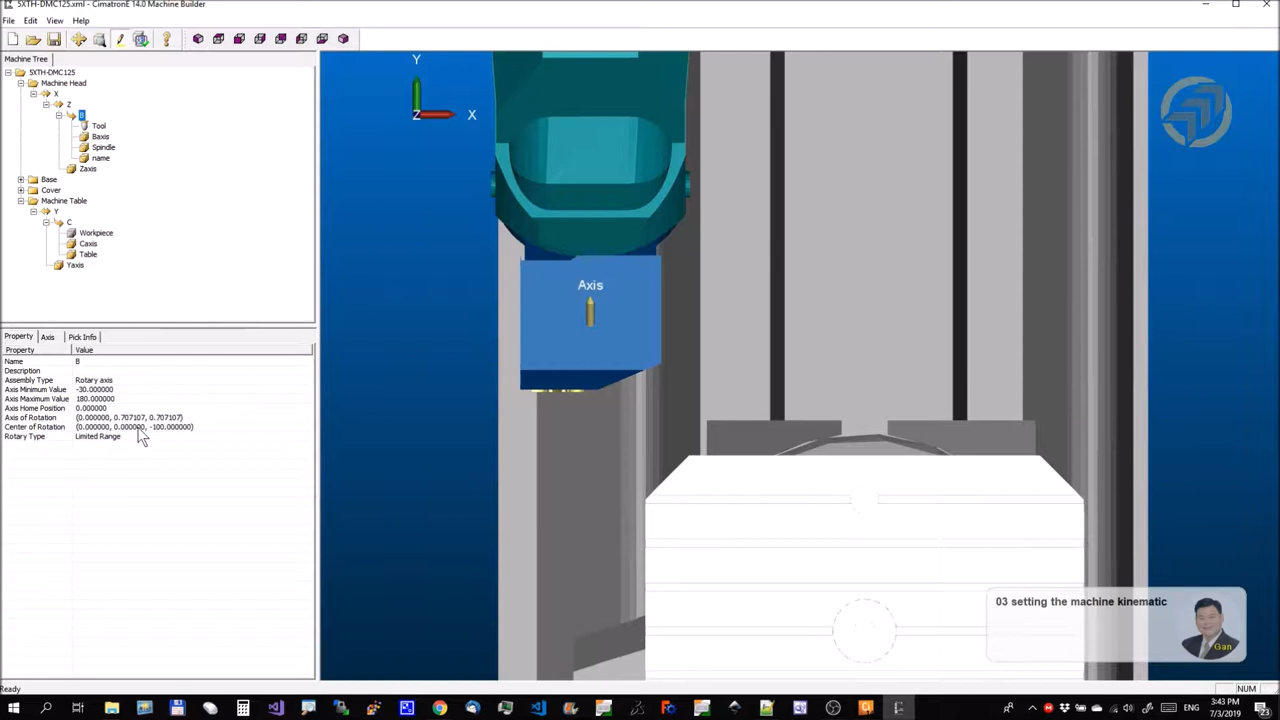 5XTH-DMC125.xml - CimatronE 14.0 Machine Builder
File Edit View Help
Machine Tree
5XTH-DMC125
Machine Head
X
Z
B
Tool
Baxis
Spindle
name
Zaxis
Base
Cover
Machine Table
Y
C
Workpiece
Caxis
Table
Yaxis
Property Axis Pick Info
Property Value
Name B
Description
Assembly Type Rotary axis
Axis Minimum Value -30.000000
Axis Maximum Value 180.000000
Axis Home Position 0.000000
Axis of Rotation (0.000000, 0.707107, 0.707107)
Center of Rotation (0.000000, 0.000000, -100.000000)
Rotary Type Limited Range
Y
Z X
Axis
03 setting the machine kinematic
Gan
Ready NUM
ENG 3:43 PM
7/3/2019
23